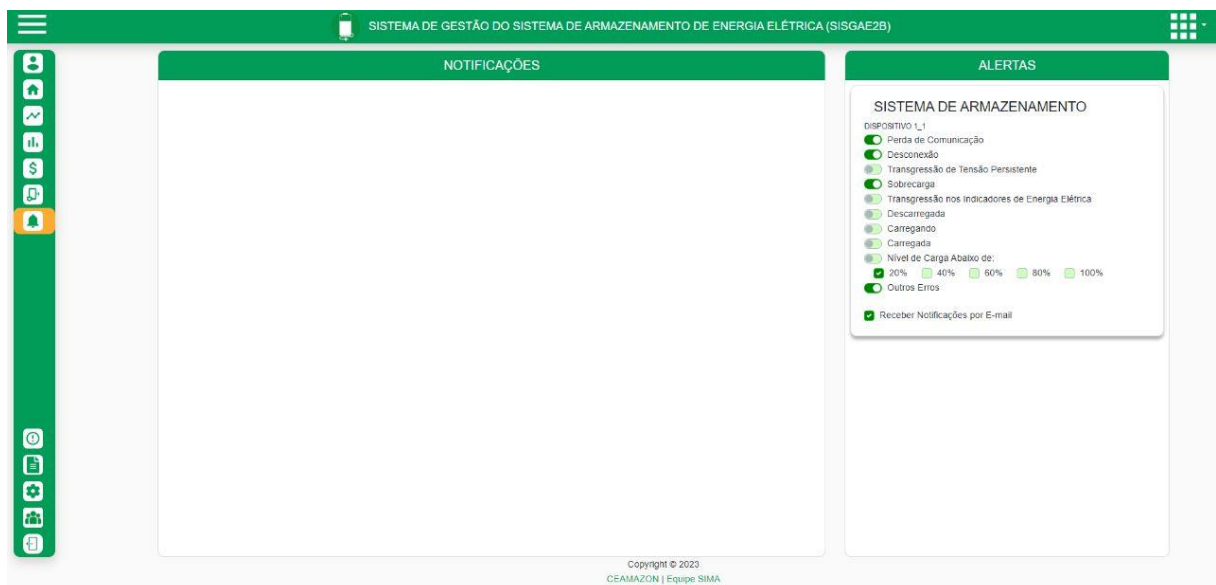 SISTEMA DE GESTÃO DO SISTEMA DE ARMAZENAMENTO DE ENERGIA ELÉTRICA (SISGAE2B)
NOTIFICAÇÕES
ALERTAS
SISTEMA DE ARMAZENAMENTO
DISPOSITIVO 1_1
Perda de Comunicação
Desconexão
Transgressão de Tensão Persistente
Sobrecarga
Transgressão nos Indicadores de Energia Elétrica
Descarregada
Carregando
Carregada
Nível de Carga Abaixo de:
20% 40% 60% 80% 100%
Outros Erros
Receber Notificações por E-mail
Copyright © 2023
CEAMAZON | Equipe SIMA